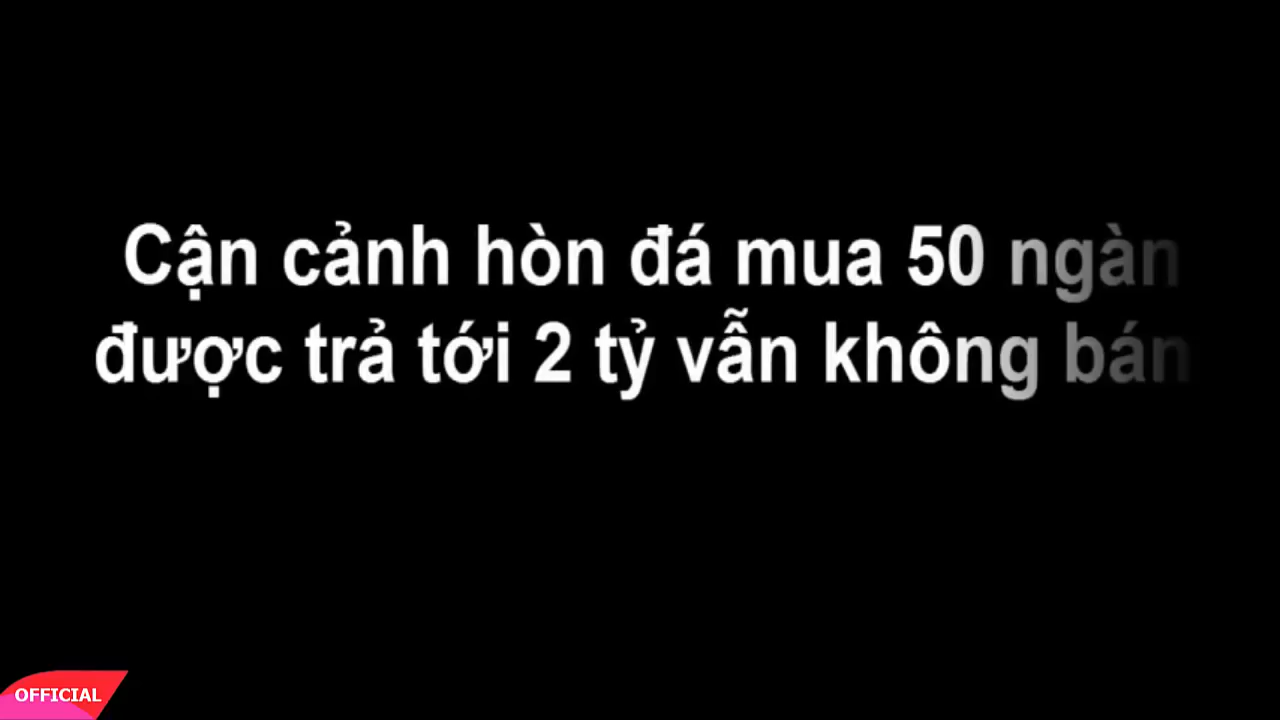 Cận cảnh hòn đá mua 50 ngàn
được trả tới 2 tỷ vẫn không bán
OFFICIAL